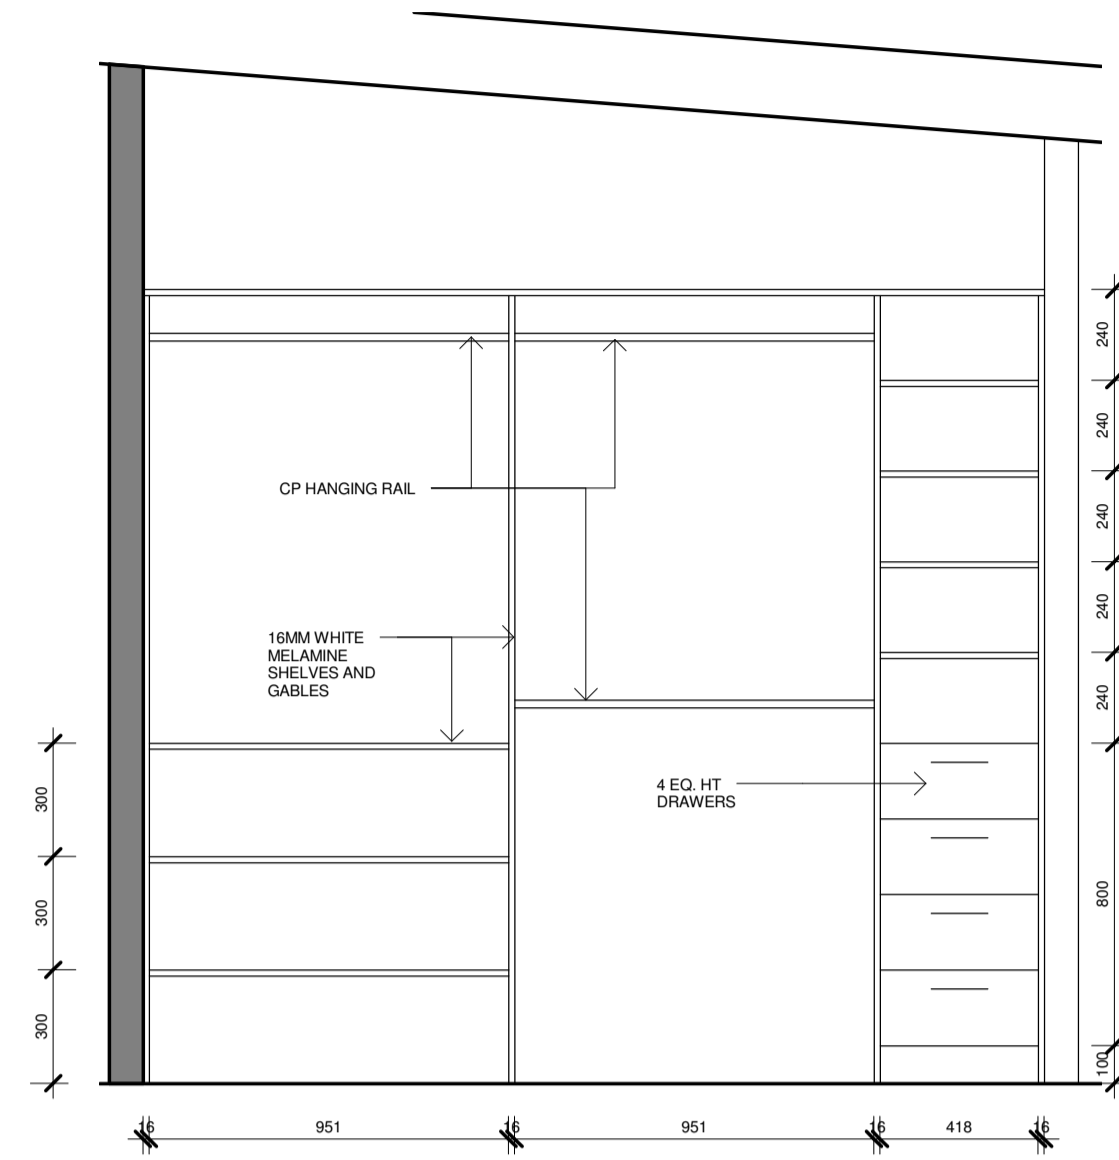 240
240
CP HANGING RAIL
240
240
16MM WHITE
MELAMINE
SHELVES AND
GABLES
240
4 EQ. HT
DRAWERS
300
300
300
800
100
16
951
16
951
16
418
16